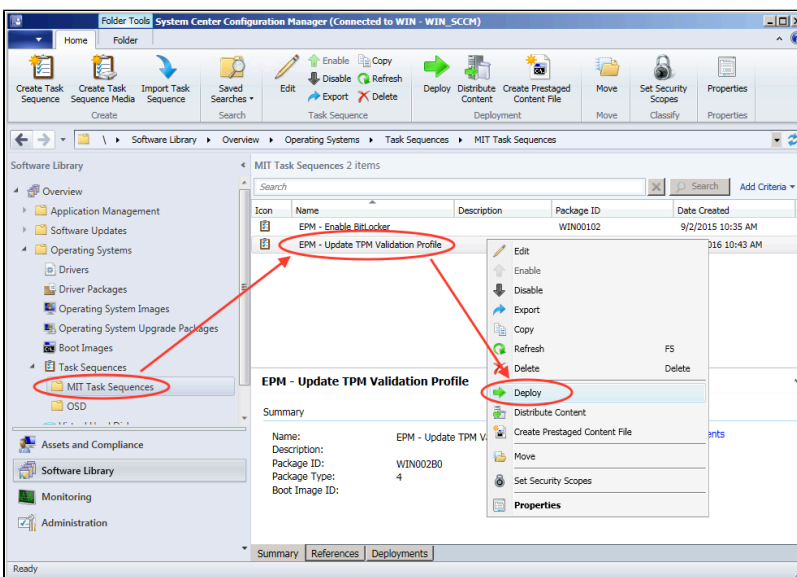 Folder Tools System Center Configuration Manager (Connected to WIN - WIN_SCCM)
Home Folder
Create Task Sequence
Create Task Sequence Media
Import Task Sequence
Create
Saved Searches
Search
Edit
Enable
Copy
Disable
Refresh
Export
Delete
Task Sequence
Deploy
Distribute Content
Create Prestaged Content File
Deployment
Move
Move
Set Security Scopes
Classify
Properties
Properties
\ Software Library Overview Operating Systems Task Sequences MIT Task Sequences
Software Library
Overview
Application Management
Software Updates
Operating Systems
Drivers
Driver Packages
Operating System Images
Operating System Upgrade Packages
Boot Images
Task Sequences
MIT Task Sequences
OSD
Assets and Compliance
Software Library
Monitoring
Administration
MIT Task Sequences 2 items
Search
Search
Add Criteria
Icon Name Description Package ID Date Created
EPM - Enable BitLocker WIN00102 9/2/2015 10:35 AM
EPM - Update TPM Validation Profile 016 10:43 AM
Edit
Enable
Disable
Export
Copy
Refresh F5
Delete Delete
Deploy
Distribute Content
Create Prestaged Content File
Move
Set Security Scopes
Properties
EPM - Update TPM Validation Profile
Summary
Name: EPM - Update TPM V
Description:
Package ID: WIN002B0
Package Type: 4
Boot Image ID:
ents
Summary References Deployments
Ready